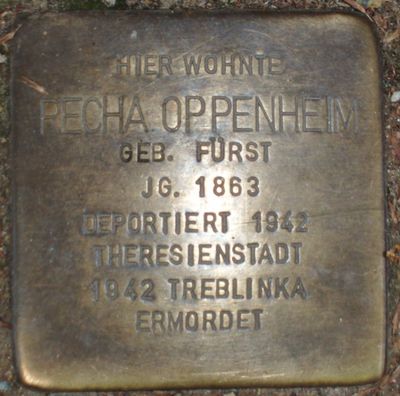 HIER WOHNTE
RECHA OPPENHEIM
GEB. FÜRST
JG. 1863
DEPORTIERT 1942
THERESIENSTADT
1942 TREBLINKA
ERMORDET